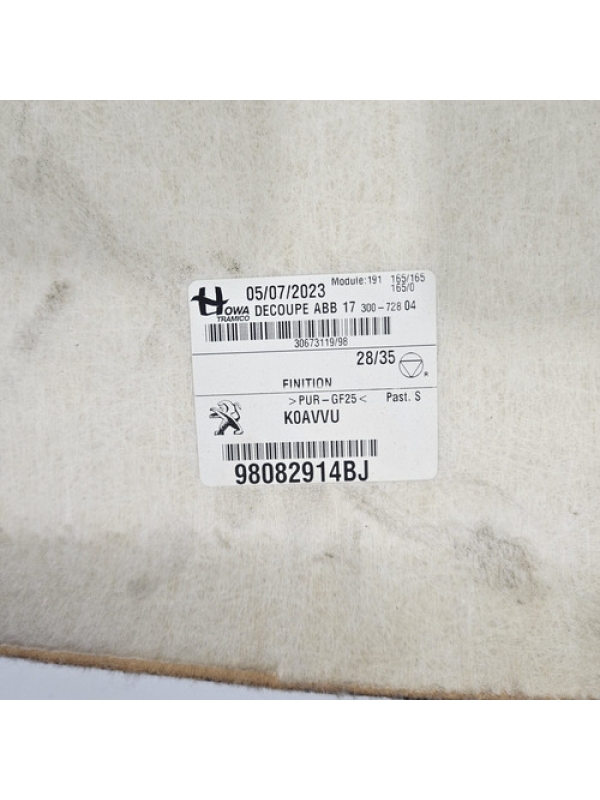 HOWA
TRAMICO
05/07/2023
Module:191 165/165
165/0
DECOUPE ABB 17 300-728 04
30673119/98
28/35
R
FINITION
>PUR-GF25< Past. S
K0AVVU
98082914BJ